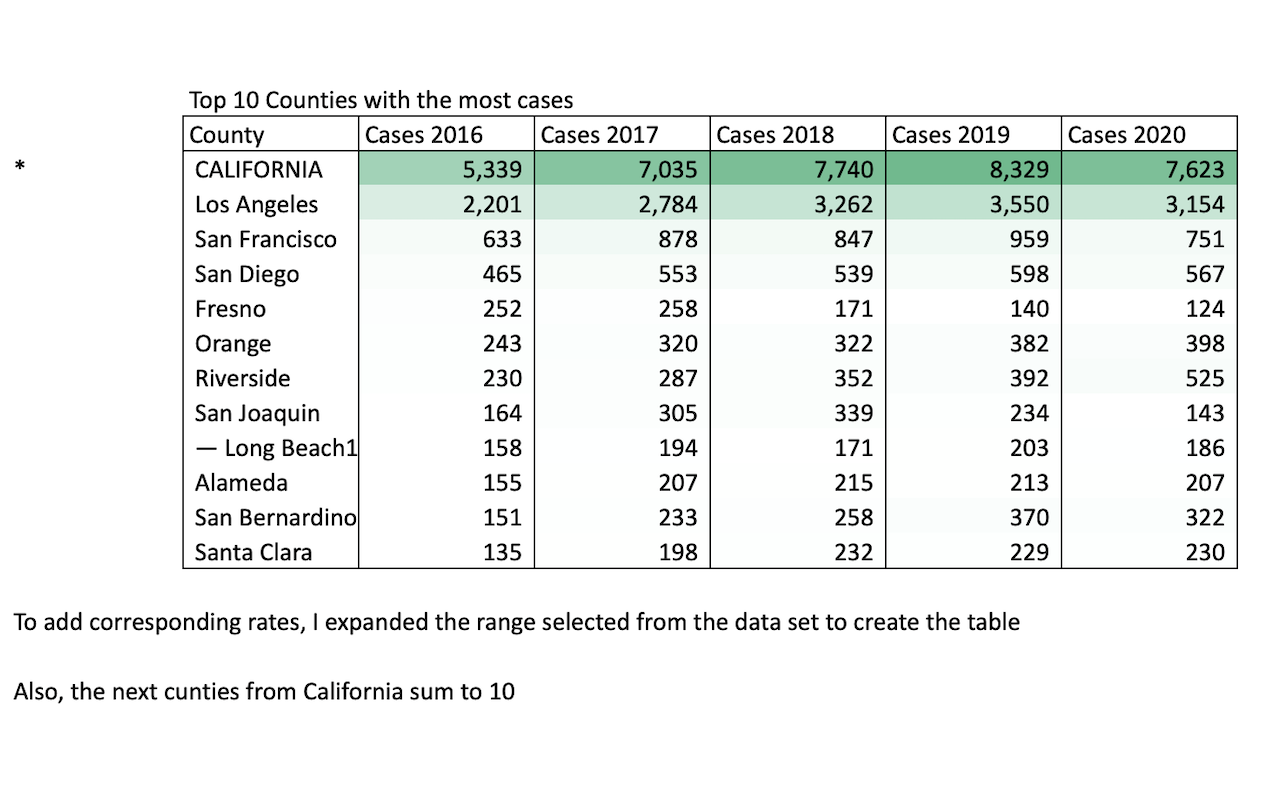 Top 10 Counties with the most cases
County Cases 2016 Cases 2017 Cases 2018 Cases 2019 Cases 2020
* CALIFORNIA 5,339 7,035 7,740 8,329 7,623
Los Angeles 2,201 2,784 3,262 3,550 3,154
San Francisco 633 878 847 959 751
San Diego 465 553 539 598 567
Fresno 252 258 171 140 124
Orange 243 320 322 382 398
Riverside 230 287 352 392 525
San Joaquin 164 305 339 234 143
— Long Beach1 158 194 171 203 186
Alameda 155 207 215 213 207
San Bernardino 151 233 258 370 322
Santa Clara 135 198 232 229 230
To add corresponding rates, I expanded the range selected from the data set to create the table
Also, the next cunties from California sum to 10